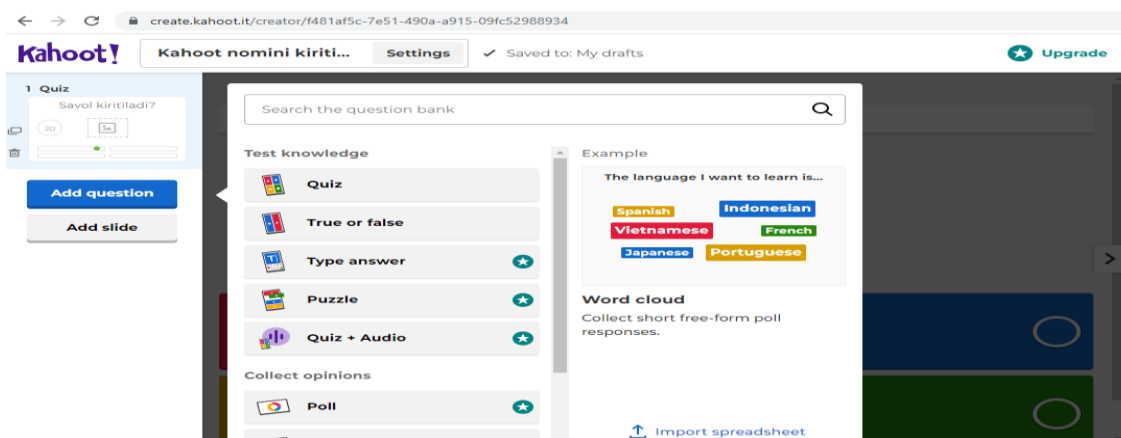 create.kahoot.it/creator/f481af5c-7e51-490a-a915-09fc52988934
Kahoot!
Kahoot nomini kiriti...
Settings
Saved to: My drafts
Upgrade
1 Quiz
Savol kiritiladi?
20
Add question
Add slide
Search the question bank
Test knowledge
Quiz
True or false
Type answer
Puzzle
Quiz + Audio
Collect opinions
Poll
Example
The language I want to learn is...
Spanish
Indonesian
Vietnamese
French
Japanese
Portuguese
Word cloud
Collect short free-form poll
responses.
Import spreadsheet